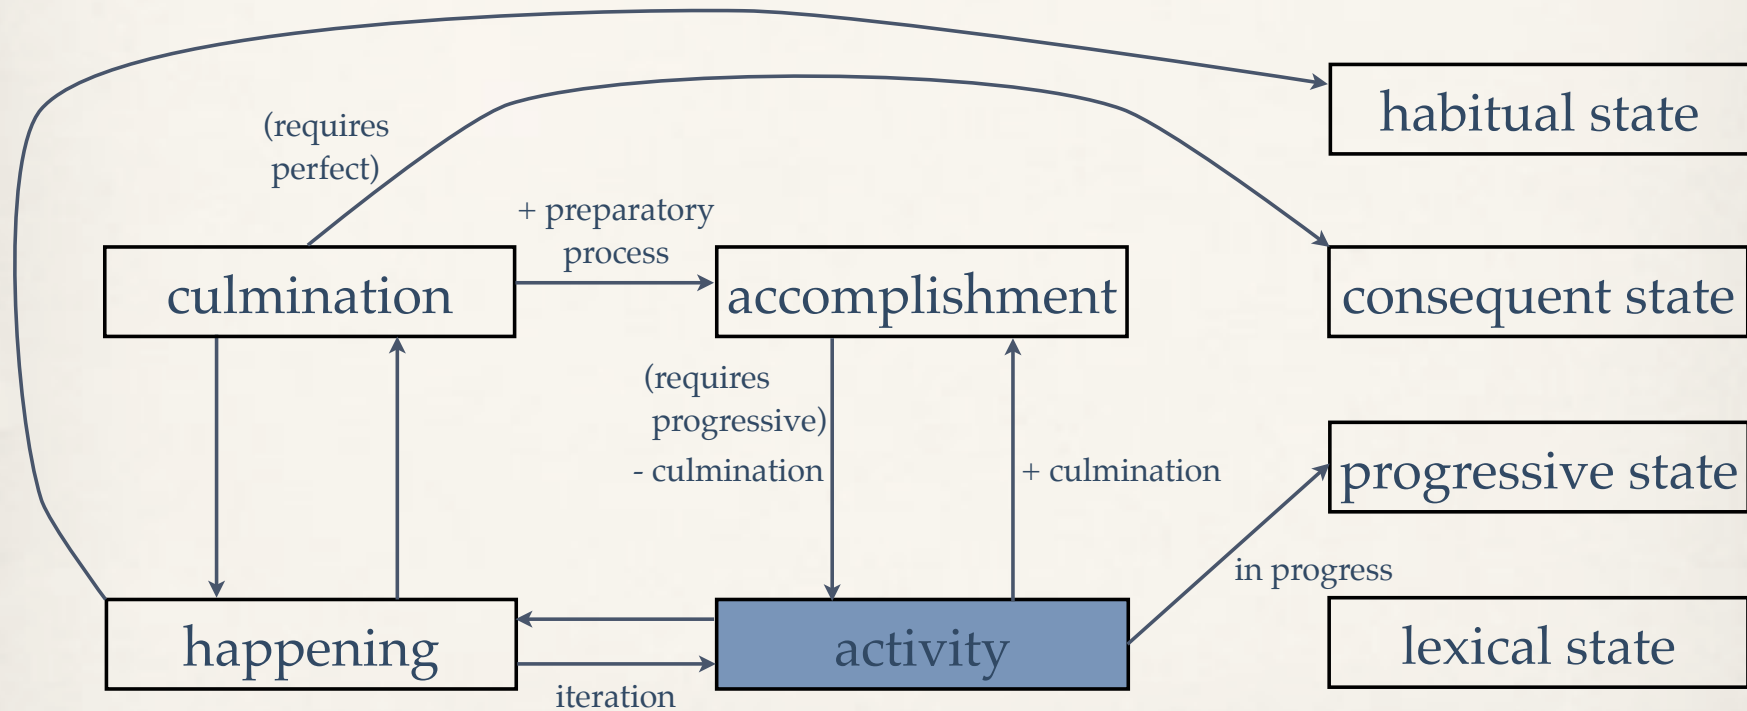 habitual state
(requires
perfect)
+ preparatory
process
culmination
accomplishment
consequent state
(requires
progressive)
- culmination
+ culmination
progressive state
in progress
happening
activity
lexical state
iteration